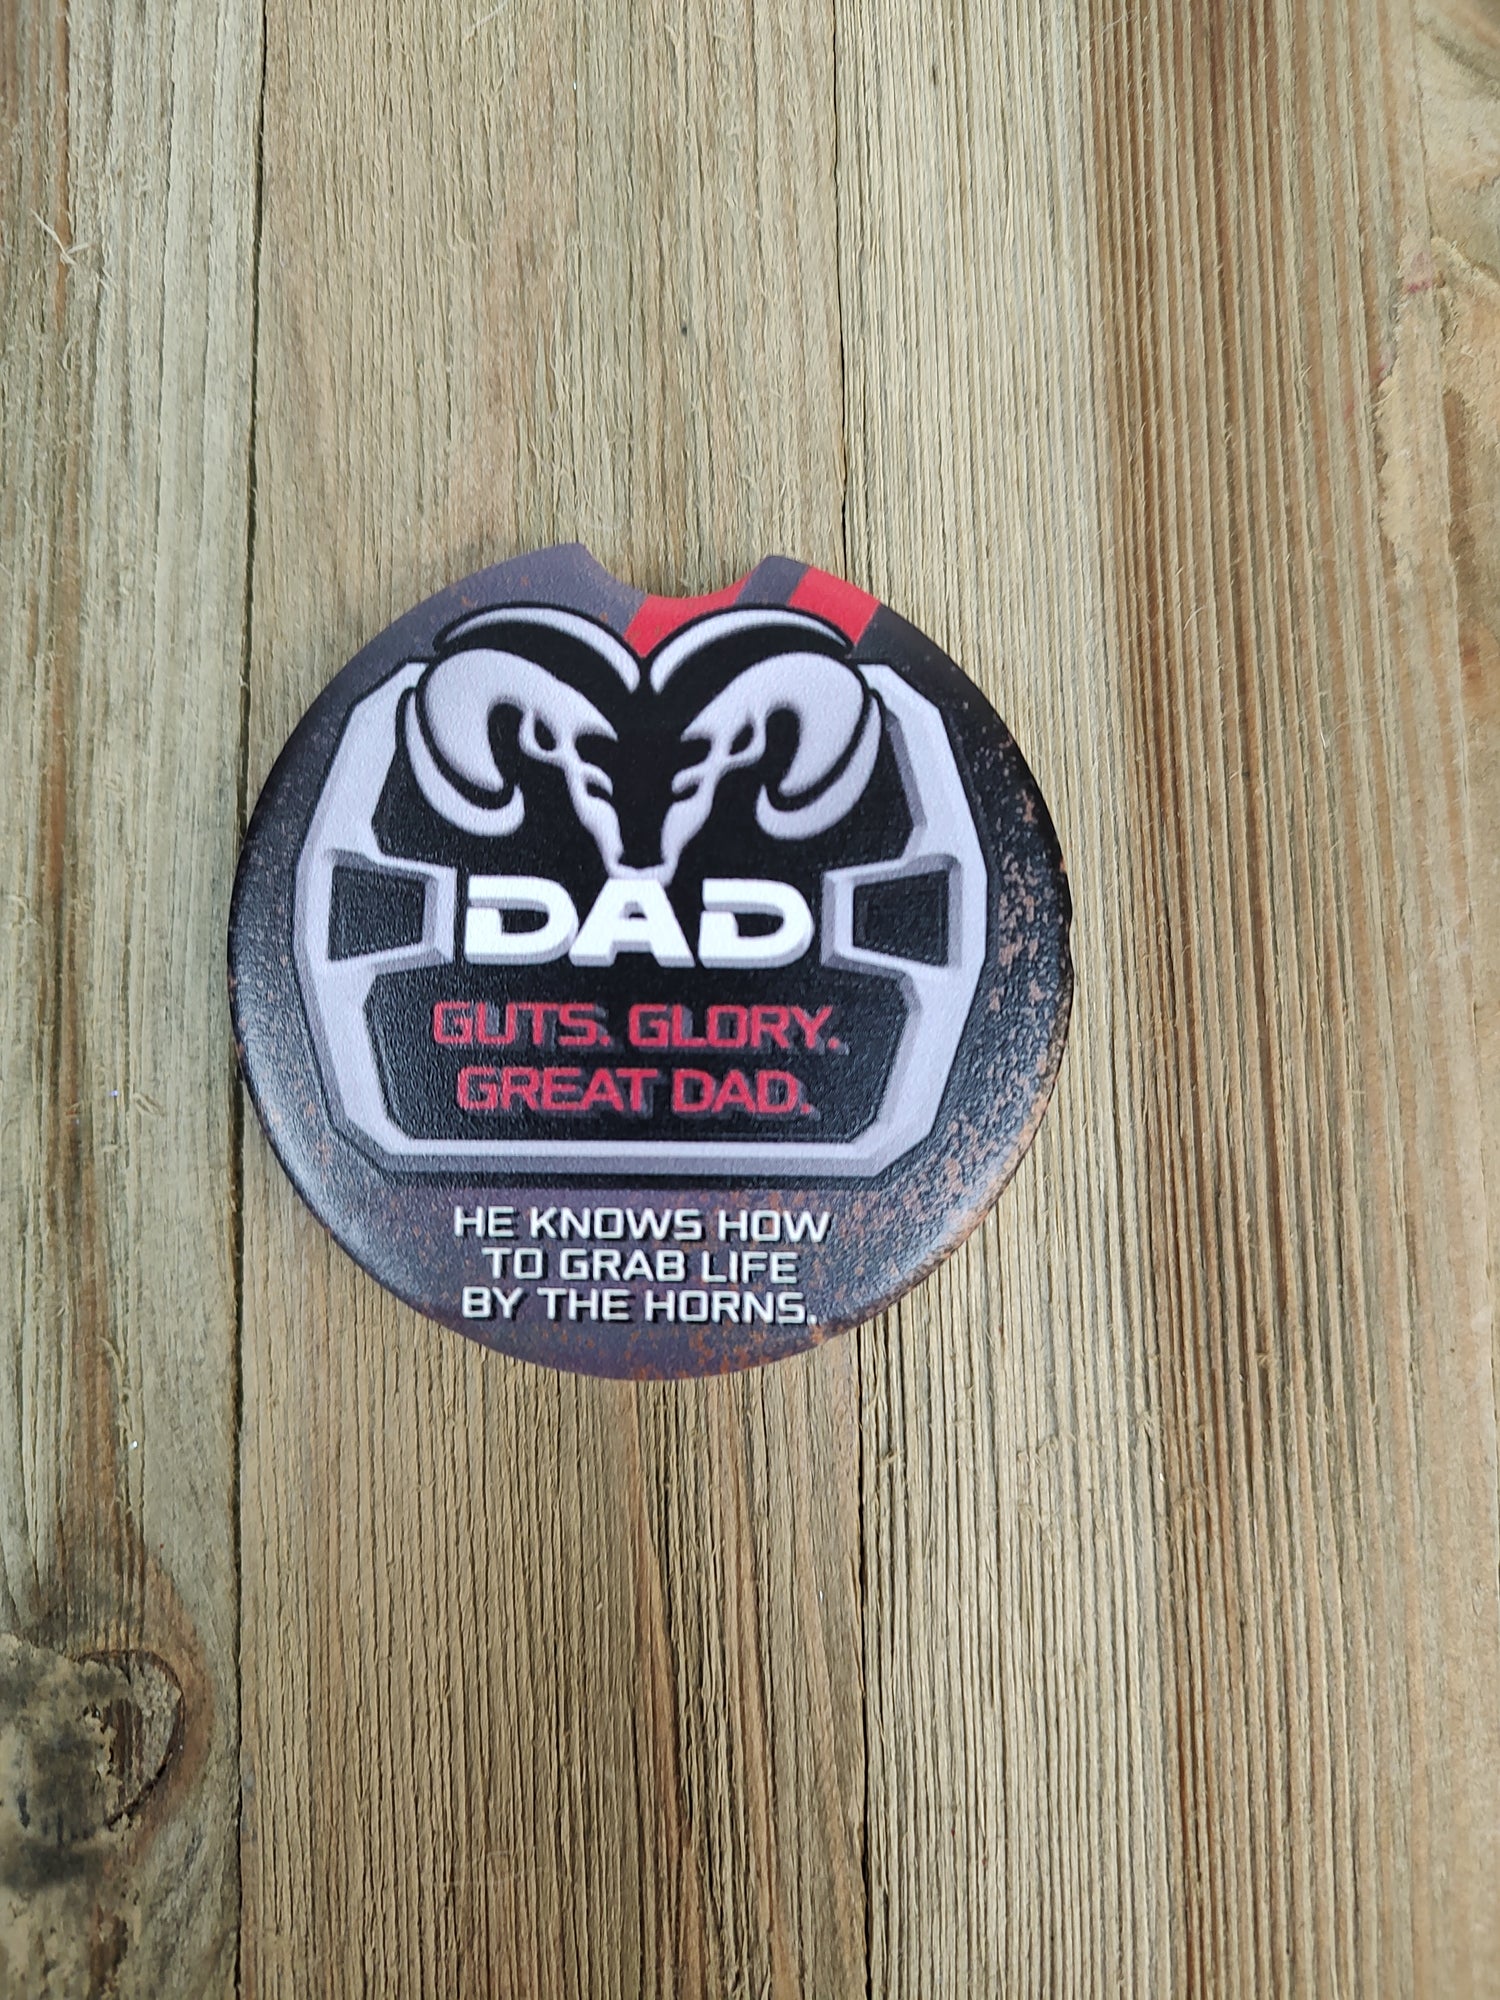 DAD
GUTS. GLORY.
GREAT DAD.
HE KNOWS HOW
TO GRAB LIFE
BY THE HORNS.